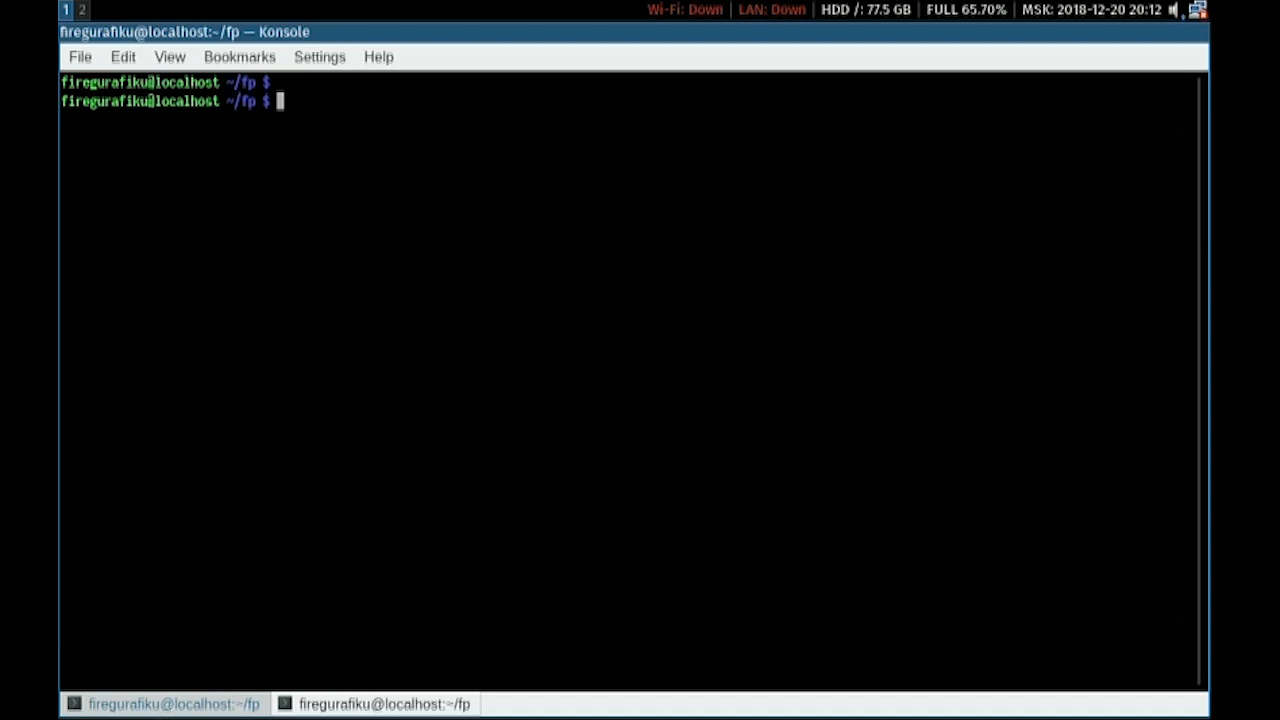 1 2 Wi-Fi: Down | LAN: Down | HDD /: 77.5 GB | FULL 65.70% | MSK: 2018-12-20 20:12
firegurafiku@localhost:~/fp — Konsole
File Edit View Bookmarks Settings Help
firegurafiku@localhost ~/fp $
firegurafiku@localhost ~/fp $
firegurafiku@localhost:~/fp firegurafiku@localhost:~/fp